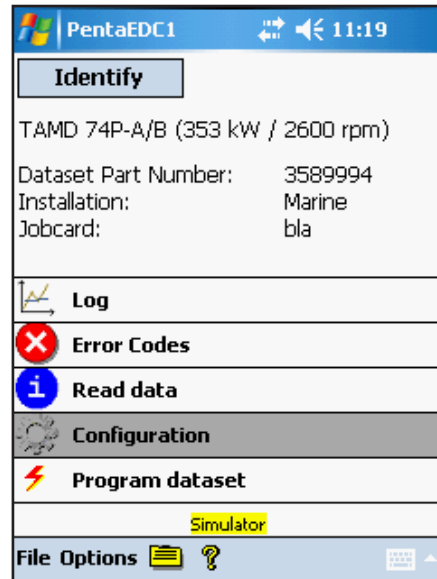 PentaEDC1 11:19
Identify
TAMD 74P-A/B (353 kW / 2600 rpm)
Dataset Part Number: 3589994
Installation: Marine
Jobcard: bla
Log
Error Codes
Read data
Configuration
Program dataset
Simulator
File Options